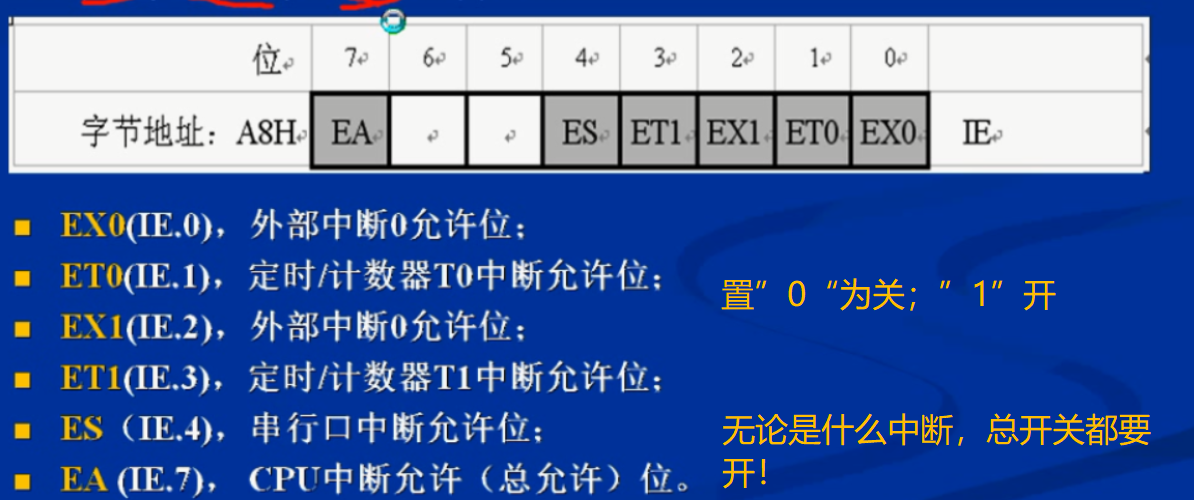 位 7 6 5 4 3 2 1 0
字节地址：A8H EA ES ET1 EX1 ET0 EX0 IE
EX0(IE.0)，外部中断0允许位；
ET0(IE.1)，定时/计数器T0中断允许位；
EX1(IE.2)，外部中断0允许位；
ET1(IE.3)，定时/计数器T1中断允许位；
ES（IE.4)，串行口中断允许位；
EA (IE.7)， CPU中断允许（总允许）位。
置”0“为关；”1”开
无论是什么中断，总开关都要
开！